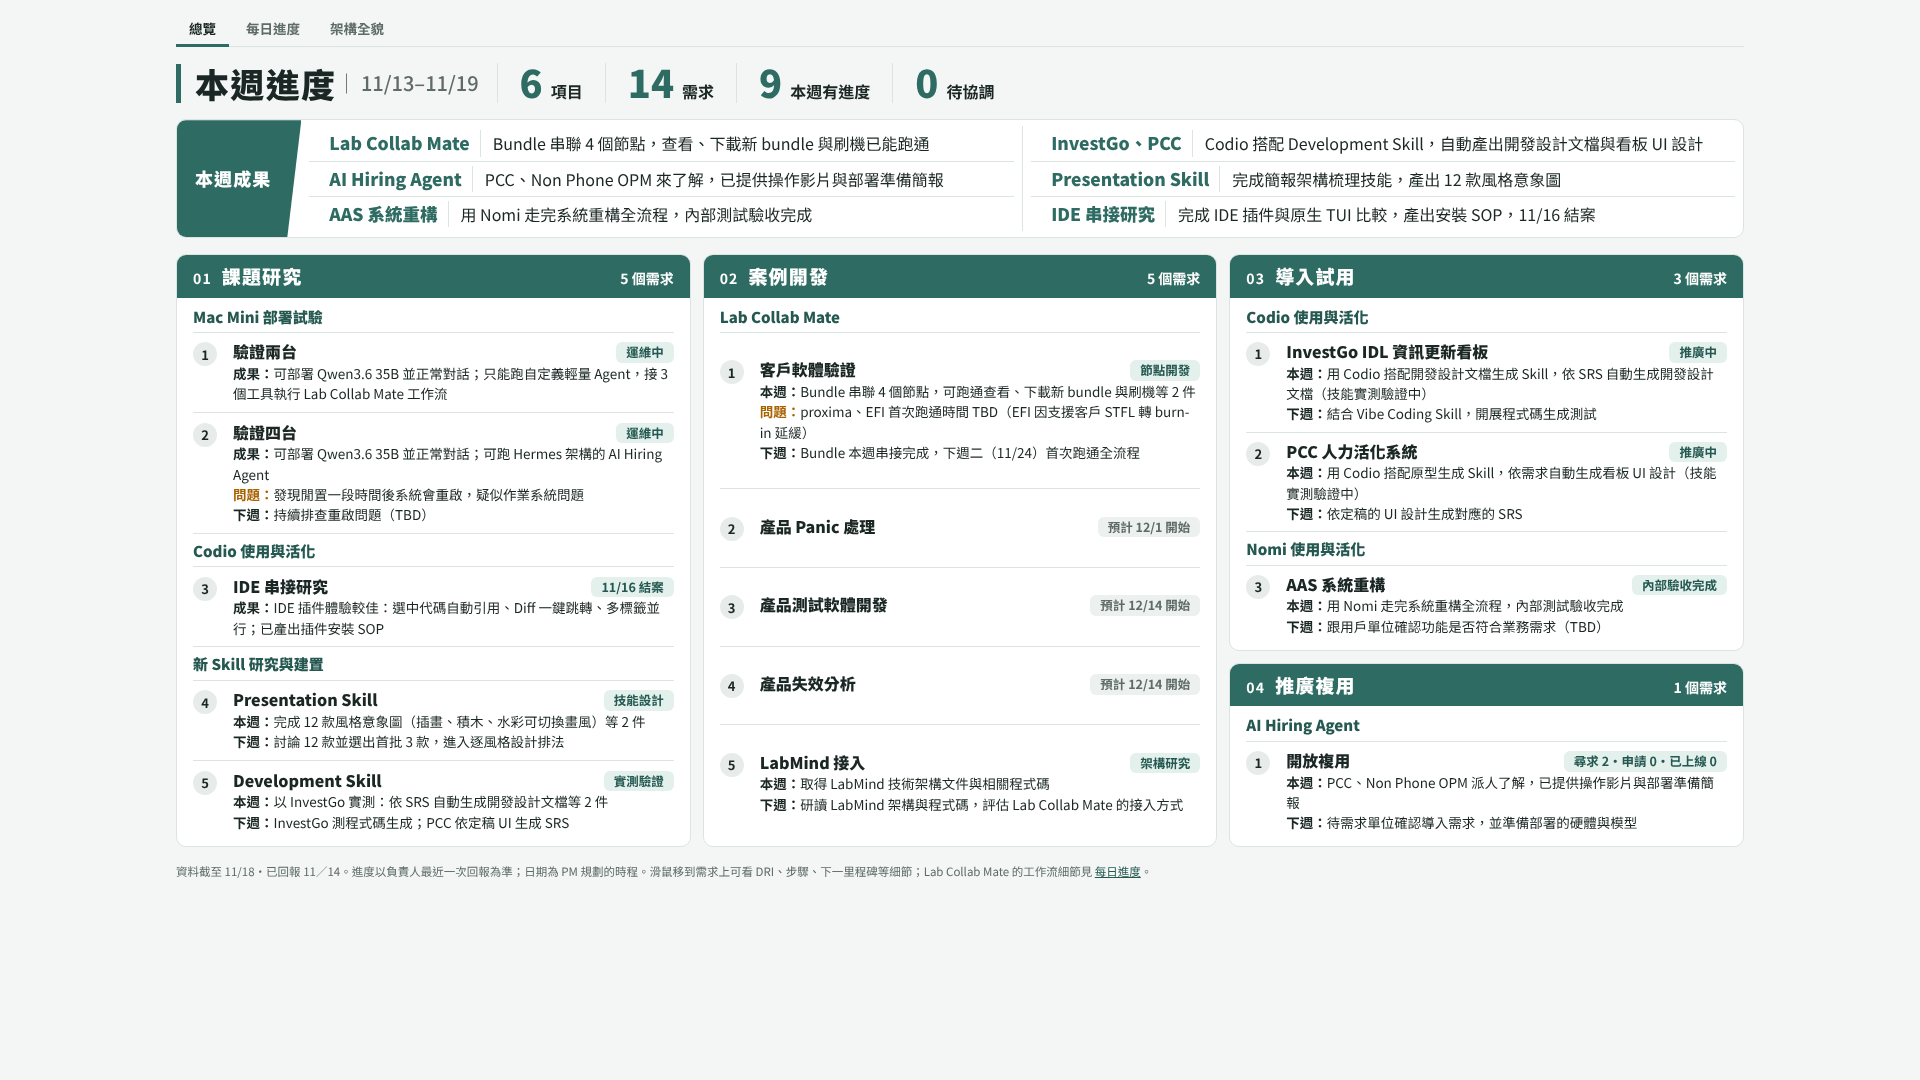 總覽 每日進度 架構全貌
本週進度 11/13–11/19 6 項目 14 需求 9 本週有進度 0 待協調
本週成果
Lab Collab Mate Bundle 串聯 4 個節點，查看、下載新 bundle 與刷機已能跑通
AI Hiring Agent PCC、Non Phone OPM 來了解，已提供操作影片與部署準備簡報
AAS 系統重構 用 Nomi 走完系統重構全流程，內部測試驗收完成
InvestGo、PCC Codio 搭配 Development Skill，自動產出開發設計文檔與看板 UI 設計
Presentation Skill 完成簡報架構梳理技能，產出 12 款風格意象圖
IDE 串接研究 完成 IDE 插件與原生 TUI 比較，產出安裝 SOP，11/16 結案
01 課題研究 5 個需求
Mac Mini 部署試驗
1 驗證兩台 運維中
成果：可部署 Qwen3.6 35B 並正常對話；只能跑自定義輕量 Agent，接 3
個工具執行 Lab Collab Mate 工作流
2 驗證四台 運維中
成果：可部署 Qwen3.6 35B 並正常對話；可跑 Hermes 架構的 AI Hiring
Agent
問題：發現閒置一段時間後系統會重啟，疑似作業系統問題
下週：持續排查重啟問題（TBD）
Codio 使用與活化
3 IDE 串接研究 11/16 結案
成果：IDE 插件體驗較佳：選中代碼自動引用、Diff 一鍵跳轉、多標籤並
行；已產出插件安裝 SOP
新 Skill 研究與建置
4 Presentation Skill 技能設計
本週：完成 12 款風格意象圖（插畫、積木、水彩可切換畫風）等 2 件
下週：討論 12 款並選出首批 3 款，進入逐風格設計排法
5 Development Skill 實測驗證
本週：以 InvestGo 實測：依 SRS 自動生成開發設計文檔等 2 件
下週：InvestGo 測程式碼生成；PCC 依定稿 UI 生成 SRS
02 案例開發 5 個需求
Lab Collab Mate
1 客戶軟體驗證 節點開發
本週：Bundle 串聯 4 個節點，可跑通查看、下載新 bundle 與刷機等 2 件
問題：proxima、EFI 首次跑通時間 TBD（EFI 因支援客戶 STFL 轉 burn-
in 延緩）
下週：Bundle 本週串接完成，下週二（11/24）首次跑通全流程
2 產品 Panic 處理 預計 12/1 開始
3 產品測試軟體開發 預計 12/14 開始
4 產品失效分析 預計 12/14 開始
5 LabMind 接入 架構研究
本週：取得 LabMind 技術架構文件與相關程式碼
下週：研讀 LabMind 架構與程式碼，評估 Lab Collab Mate 的接入方式
03 導入試用 3 個需求
Codio 使用與活化
1 InvestGo IDL 資訊更新看板 推廣中
本週：用 Codio 搭配開發設計文檔生成 Skill，依 SRS 自動生成開發設計
文檔（技能實測驗證中）
下週：結合 Vibe Coding Skill，開展程式碼生成測試
2 PCC 人力活化系統 推廣中
本週：用 Codio 搭配原型生成 Skill，依需求自動生成看板 UI 設計（技能
實測驗證中）
下週：依定稿的 UI 設計生成對應的 SRS
Nomi 使用與活化
3 AAS 系統重構 內部驗收完成
本週：用 Nomi 走完系統重構全流程，內部測試驗收完成
下週：跟用戶單位確認功能是否符合業務需求（TBD）
04 推廣複用 1 個需求
AI Hiring Agent
1 開放複用 尋求 2・申請 0・已上線 0
本週：PCC、Non Phone OPM 派人了解，已提供操作影片與部署準備簡
報
下週：待需求單位確認導入需求，並準備部署的硬體與模型
資料截至 11/18・已回報 11／14。進度以負責人最近一次回報為準；日期為 PM 規劃的時程。滑鼠移到需求上可看 DRI、步驟、下一里程碑等細節；Lab Collab Mate 的工作流細節見 每日進度。